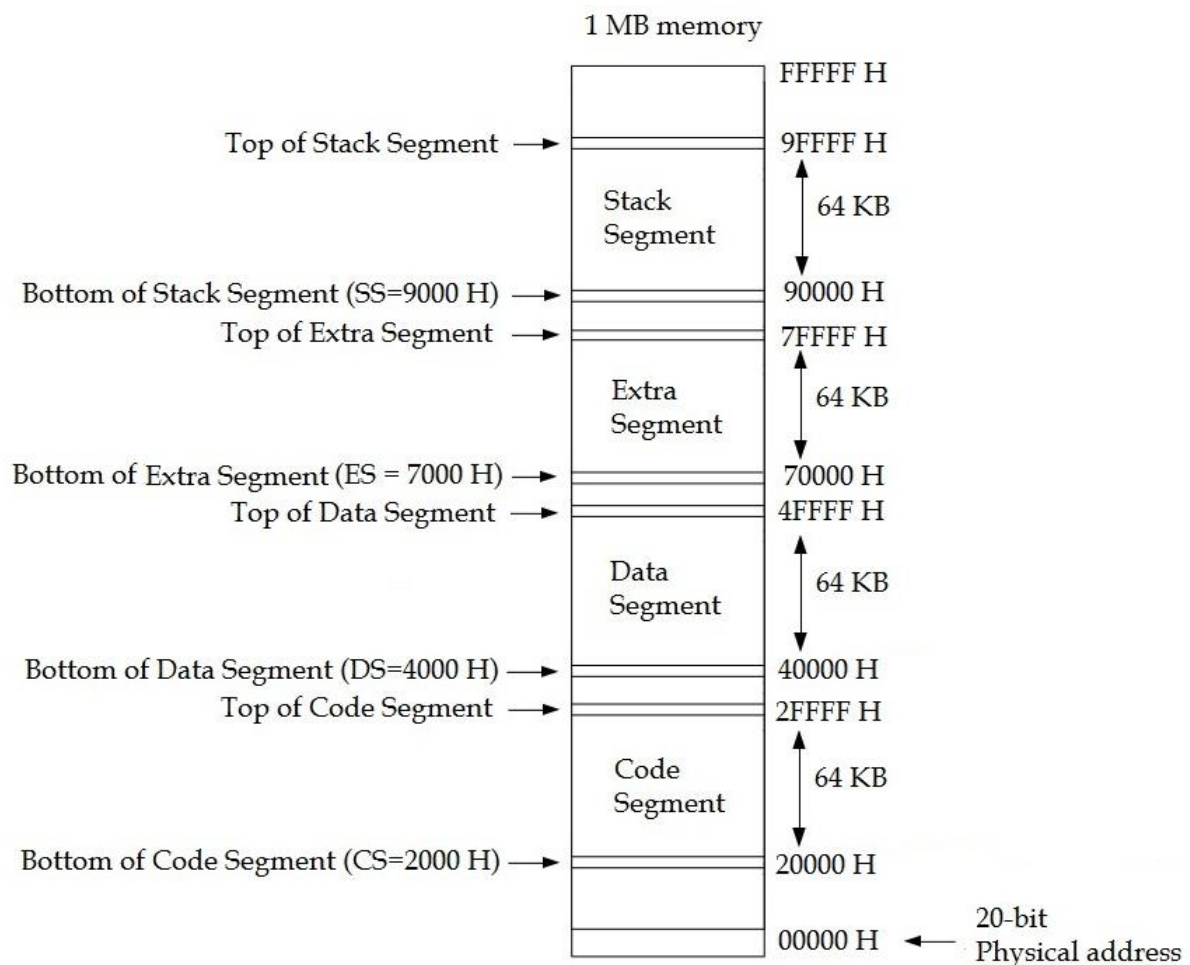 1 MB memory
FFFFF H
Top of Stack Segment
9FFFF H
Stack
Segment
64 KB
Bottom of Stack Segment (SS=9000 H)
90000 H
Top of Extra Segment
7FFFF H
Extra
Segment
64 KB
Bottom of Extra Segment (ES = 7000 H)
70000 H
Top of Data Segment
4FFFF H
Data
Segment
64 KB
Bottom of Data Segment (DS=4000 H)
40000 H
Top of Code Segment
2FFFF H
Code
Segment
64 KB
Bottom of Code Segment (CS=2000 H)
20000 H
00000 H
20-bit
Physical address